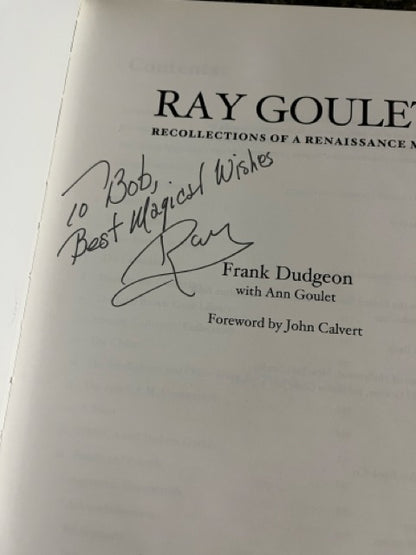 RAY GOULET
RECOLLECTIONS OF A RENAISSANCE M
To Bob,
Best Magical Wishes
Ray
Frank Dudgeon
with Ann Goulet
Foreword by John Calvert
Contents: